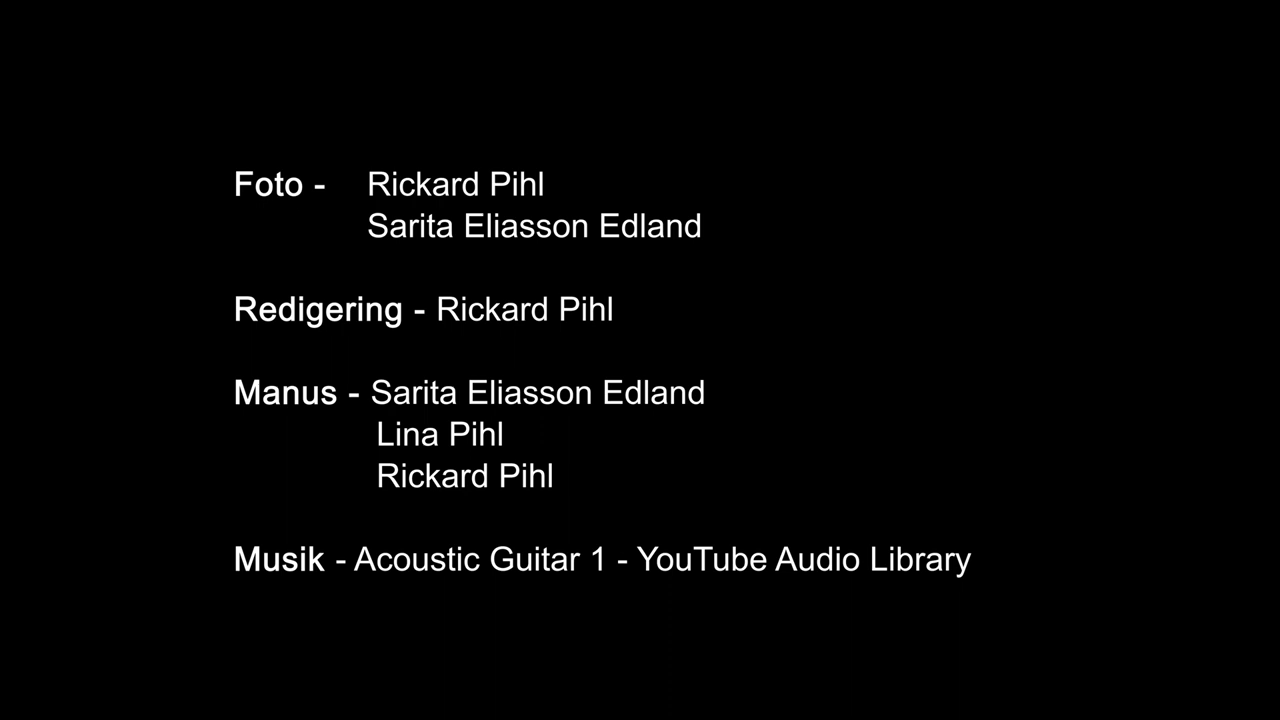 Foto - Rickard Pihl
Sarita Eliasson Edland
Redigering - Rickard Pihl
Manus - Sarita Eliasson Edland
Lina Pihl
Rickard Pihl
Musik - Acoustic Guitar 1 - YouTube Audio Library